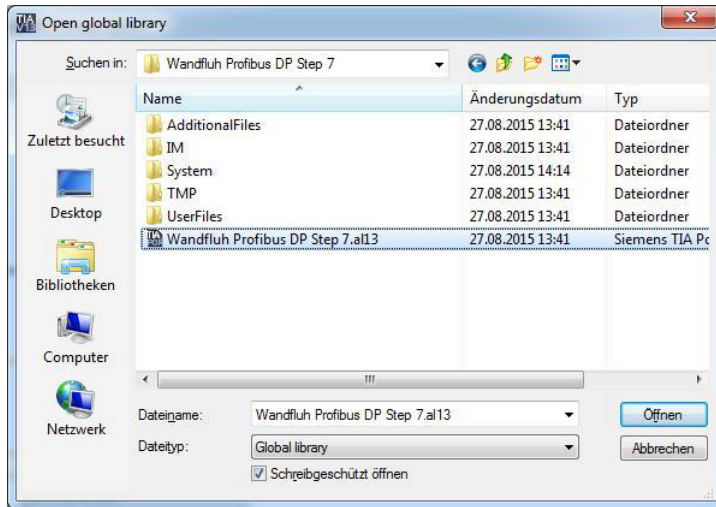 TIA V13 Open global library
Suchen in: Wandfluh Profibus DP Step 7
Name Änderungsdatum Typ
AdditionalFiles 27.08.2015 13:41 Dateiordner
IM 27.08.2015 13:41 Dateiordner
System 27.08.2015 14:14 Dateiordner
TMP 27.08.2015 13:41 Dateiordner
UserFiles 27.08.2015 13:41 Dateiordner
Wandfluh Profibus DP Step 7.al13 27.08.2015 13:41 Siemens TIA Po
Zuletzt besucht
Desktop
Bibliotheken
Computer
Netzwerk
Dateiname: Wandfluh Profibus DP Step 7.al13 Öffnen
Dateityp: Global library Abbrechen
Schreibgeschützt öffnen